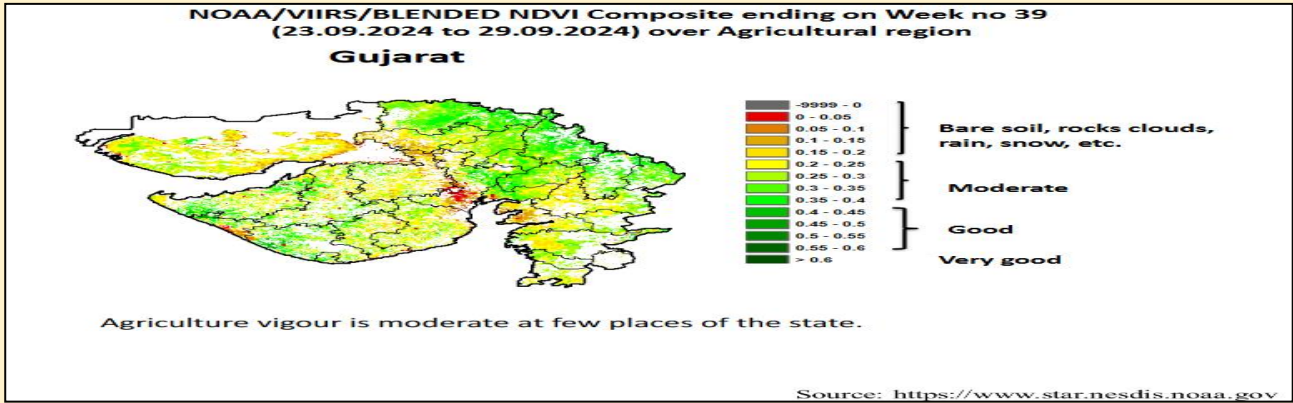 NOAA/VIIRS/BLENDED NDVI Composite ending on Week no 39
(23.09.2024 to 29.09.2024) over Agricultural region
Gujarat
-9999 - 0
0 - 0.05
0.05 - 0.1
0.1 - 0.15
0.15 - 0.2
0.2 - 0.25
0.25 - 0.3
0.3 - 0.35
0.35 - 0.4
0.4 - 0.45
0.45 - 0.5
0.5 - 0.55
0.55 - 0.6
> 0.6
Bare soil, rocks clouds,
rain, snow, etc.
Moderate
Good
Very good
Agriculture vigour is moderate at few places of the state.
Source: https://www.star.nesdis.noaa.gov